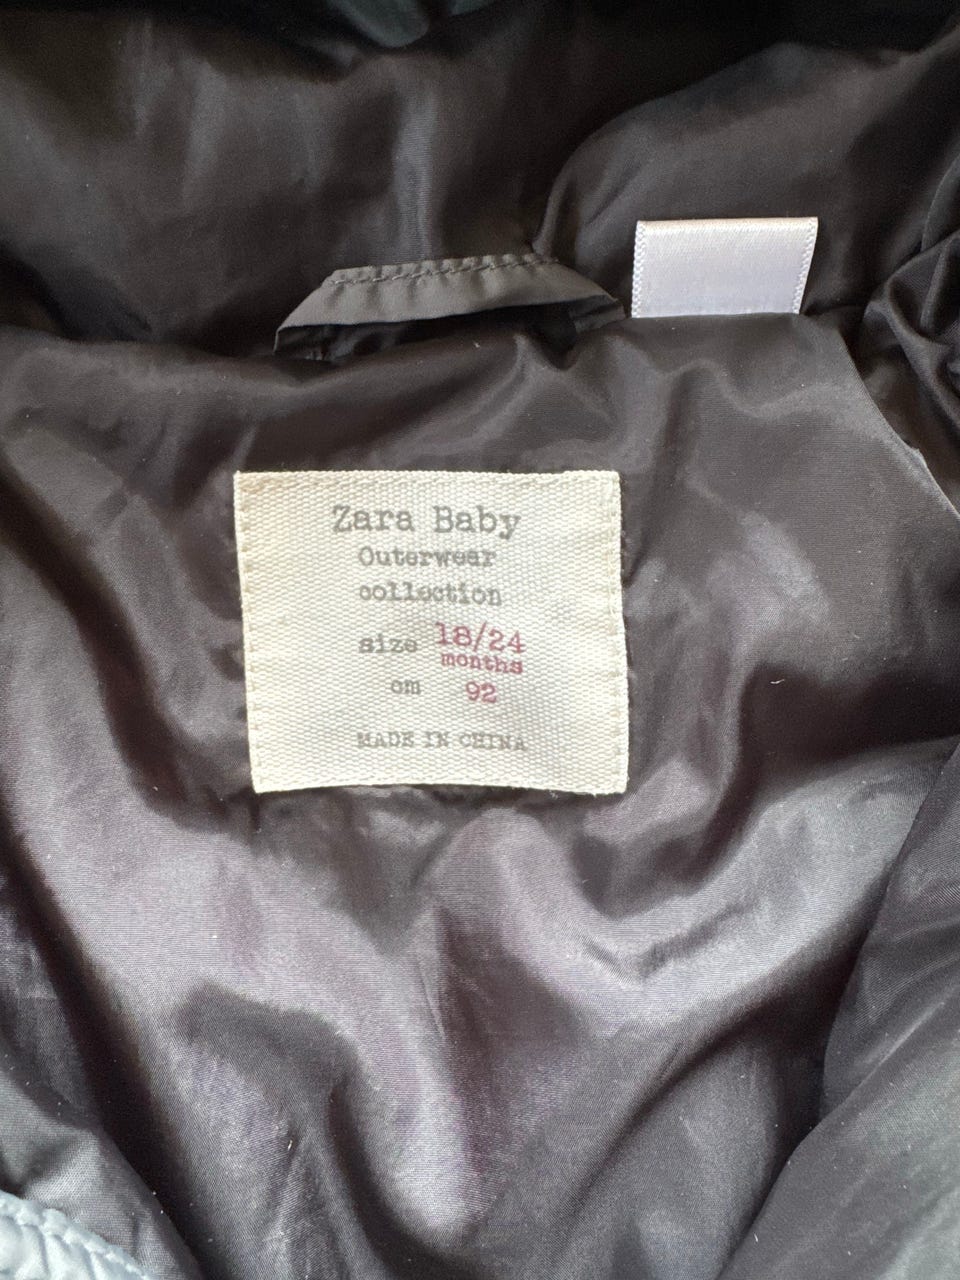 Zara Baby
Outerwear
collection
size 18/24
months
cm 92
MADE IN CHINA